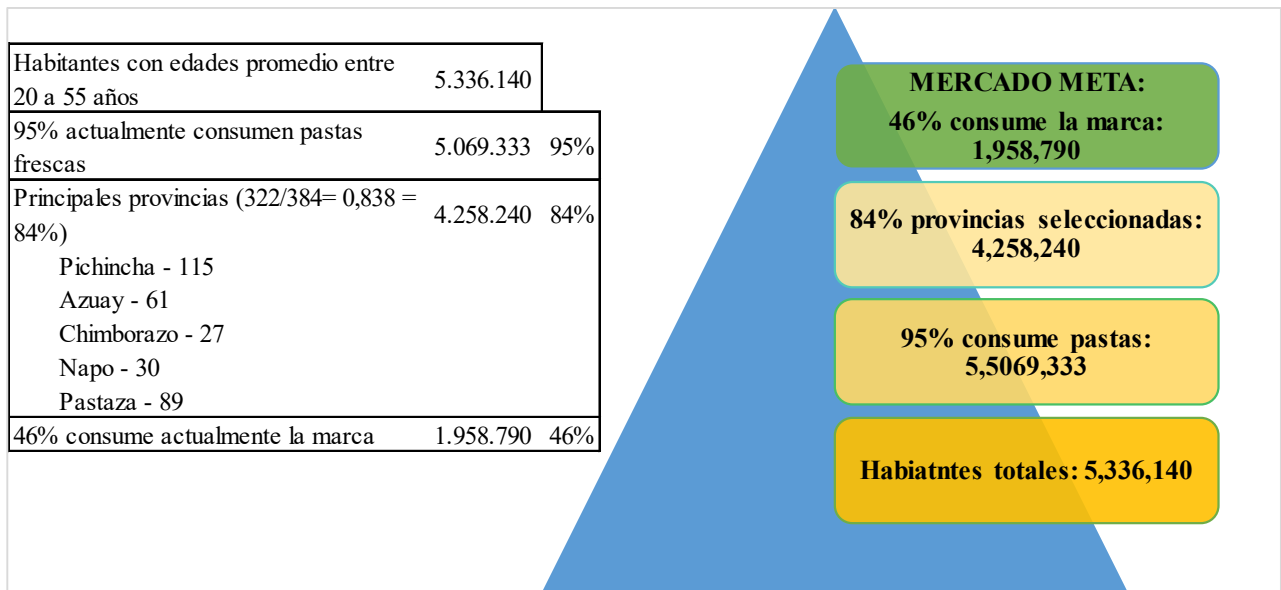 Habitantes con edades promedio entre
20 a 55 años
5.336.140
95% actualmente consumen pastas
frescas
5.069.333 95%
Principales provincias (322/384= 0,838 =
84%)
4.258.240 84%
Pichincha - 115
Azuay - 61
Chimborazo - 27
Napo - 30
Pastaza - 89
46% consume actualmente la marca 1.958.790 46%
MERCADO META:
46% consume la marca:
1,958,790
84% provincias seleccionadas:
4,258,240
95% consume pastas:
5,5069,333
Habiatntes totales: 5,336,140